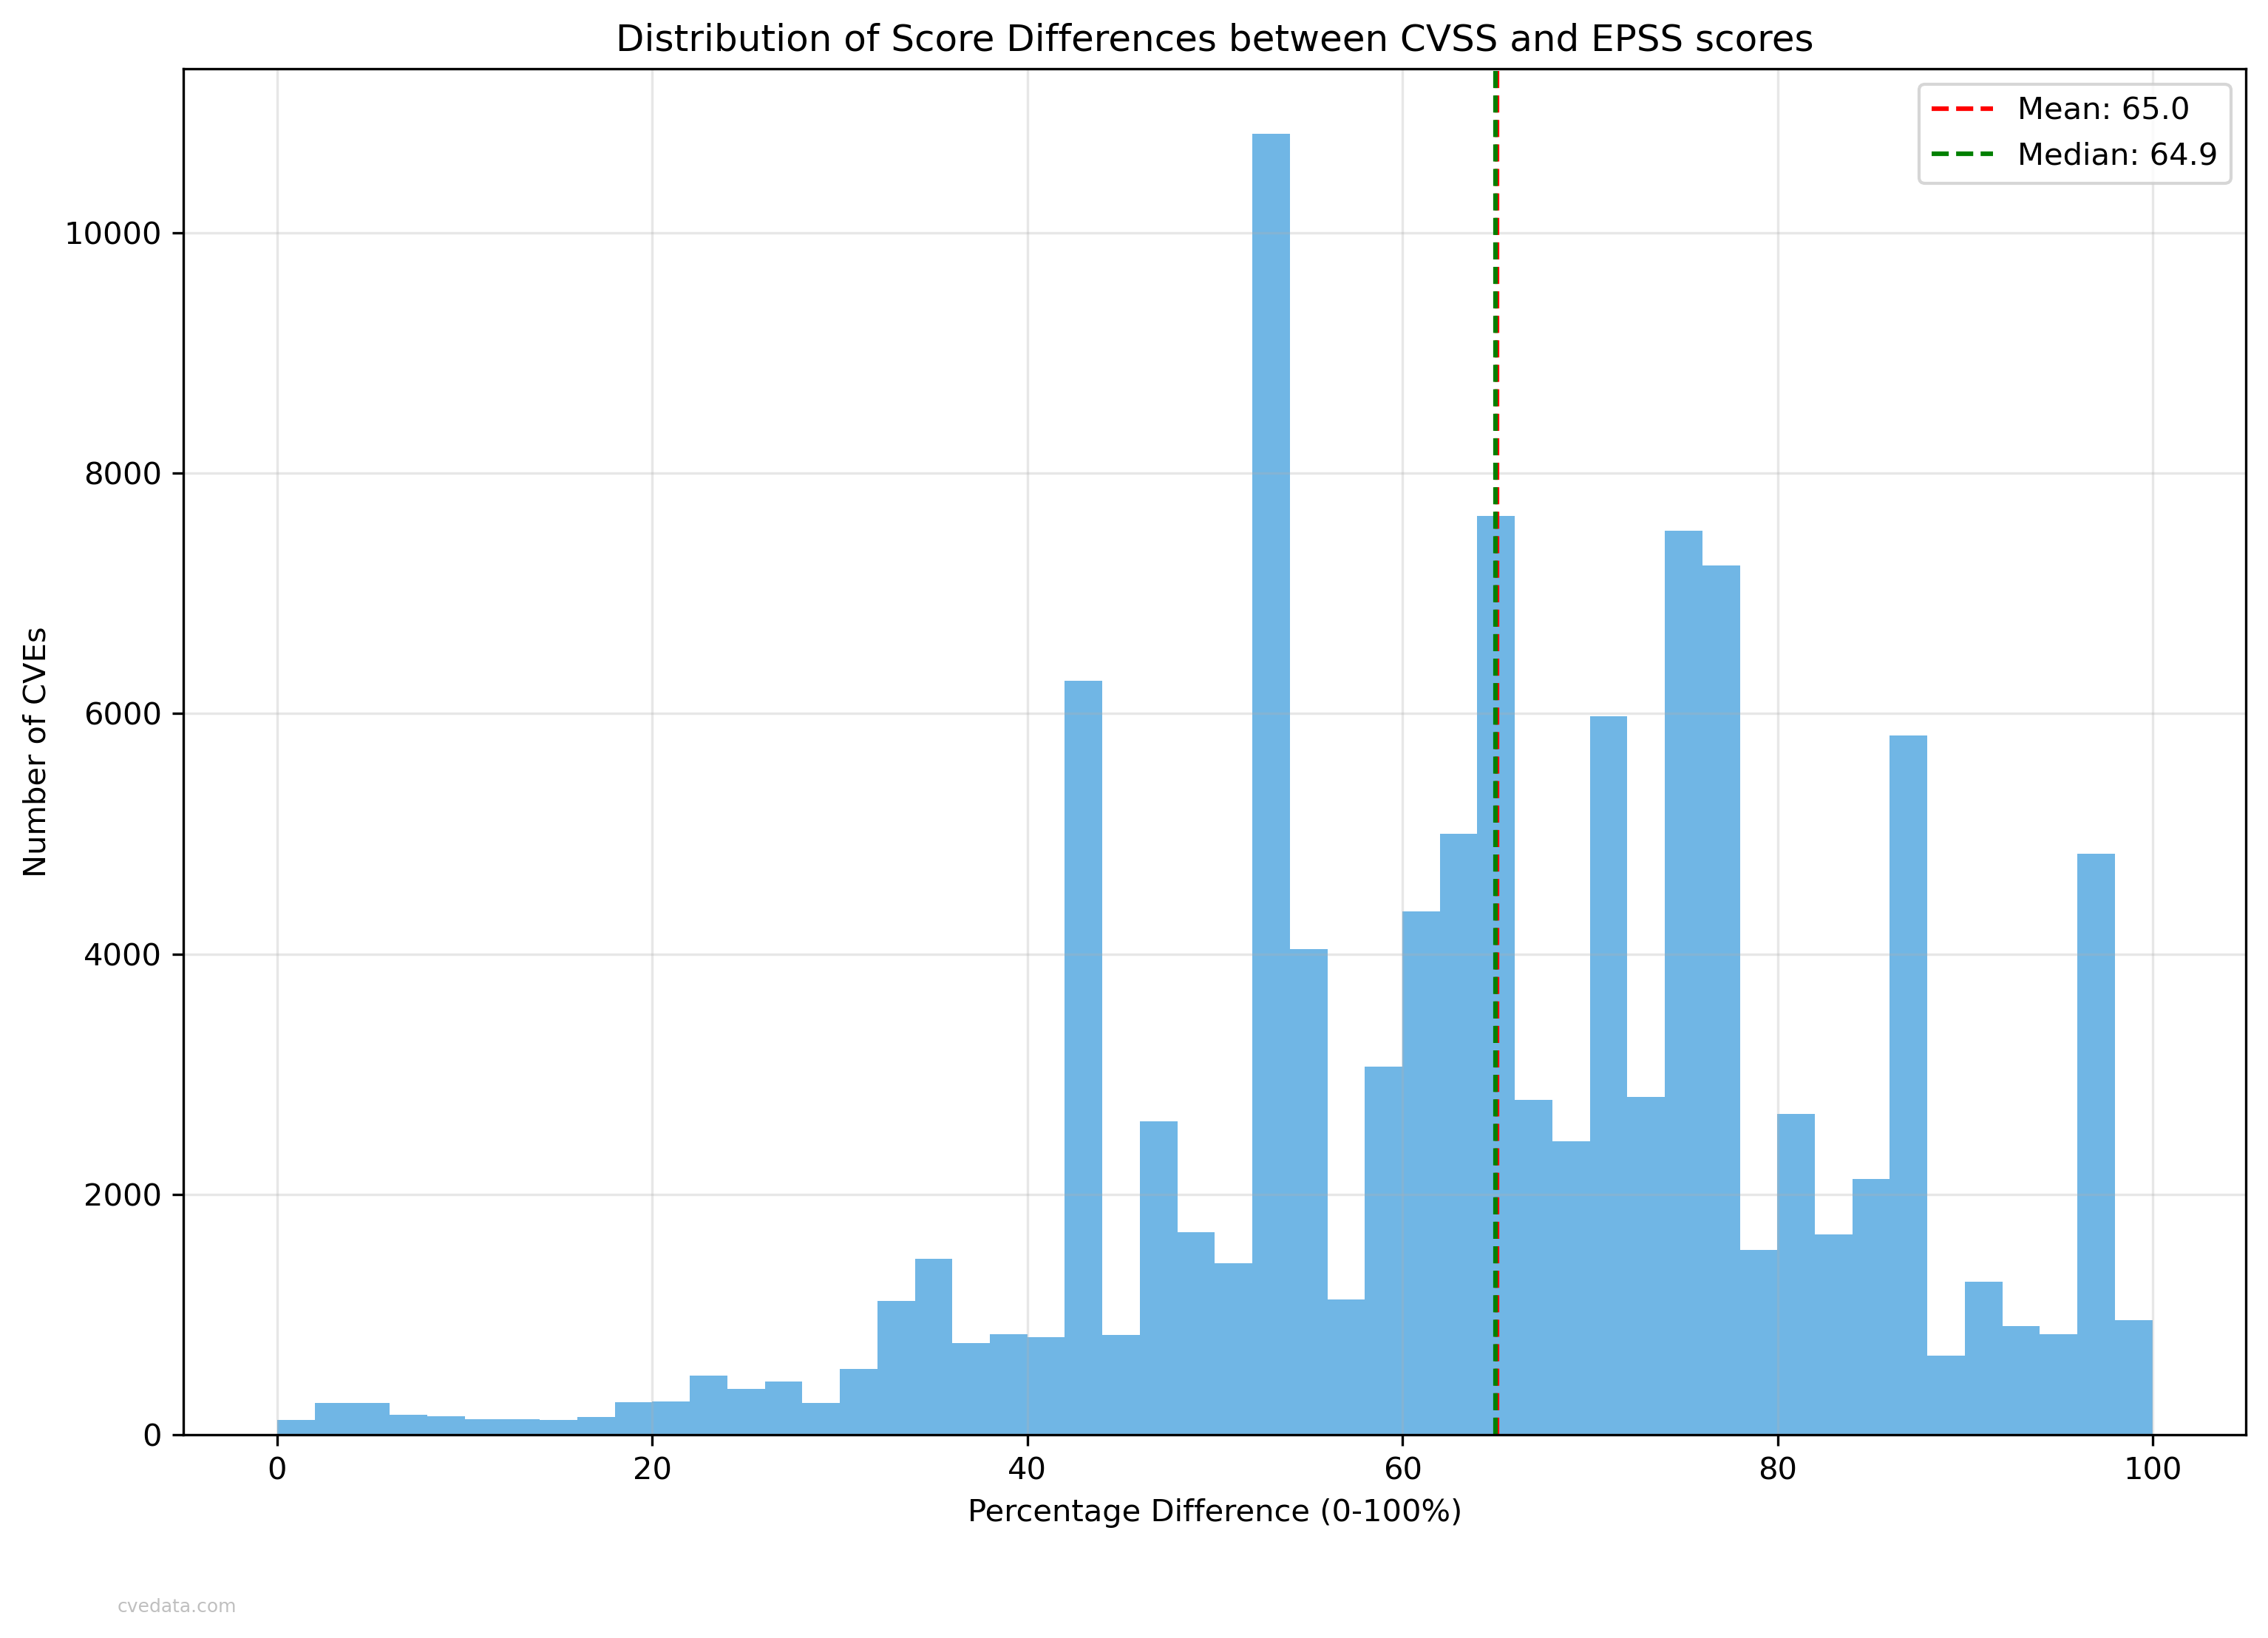 Distribution of Score Differences between CVSS and EPSS scores
Mean: 65.0
Median: 64.9
Number of CVEs
10000
8000
6000
4000
2000
0
0 20 40 60 80 100
Percentage Difference (0-100%)
cvedata.com